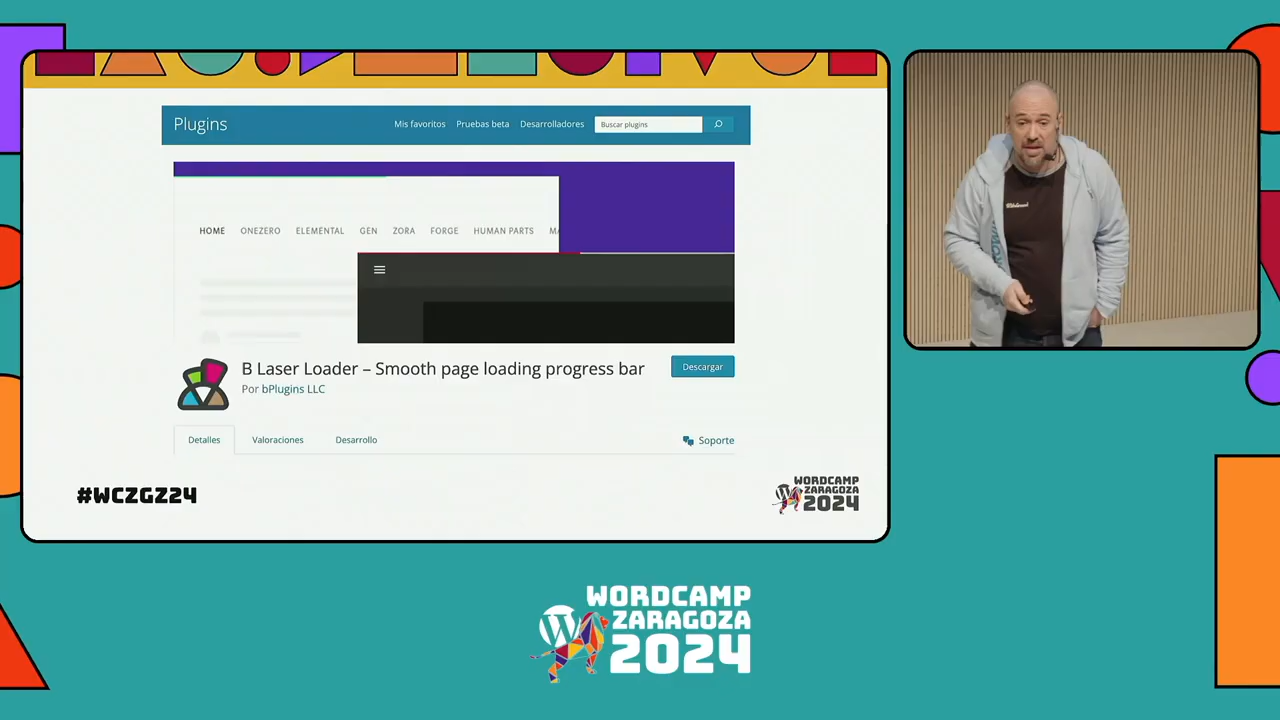 Plugins
Mis favoritos Pruebas beta Desarrolladores Buscar plugins
HOME ONEZERO ELEMENTAL GEN ZORA FORGE HUMAN PARTS
B Laser Loader – Smooth page loading progress bar
Por bPlugins LLC
Descargar
Detalles Valoraciones Desarrollo Soporte
#WCZGZ24
WORDCAMP
ZARAGOZA
2024
WORDCAMP
ZARAGOZA
2024